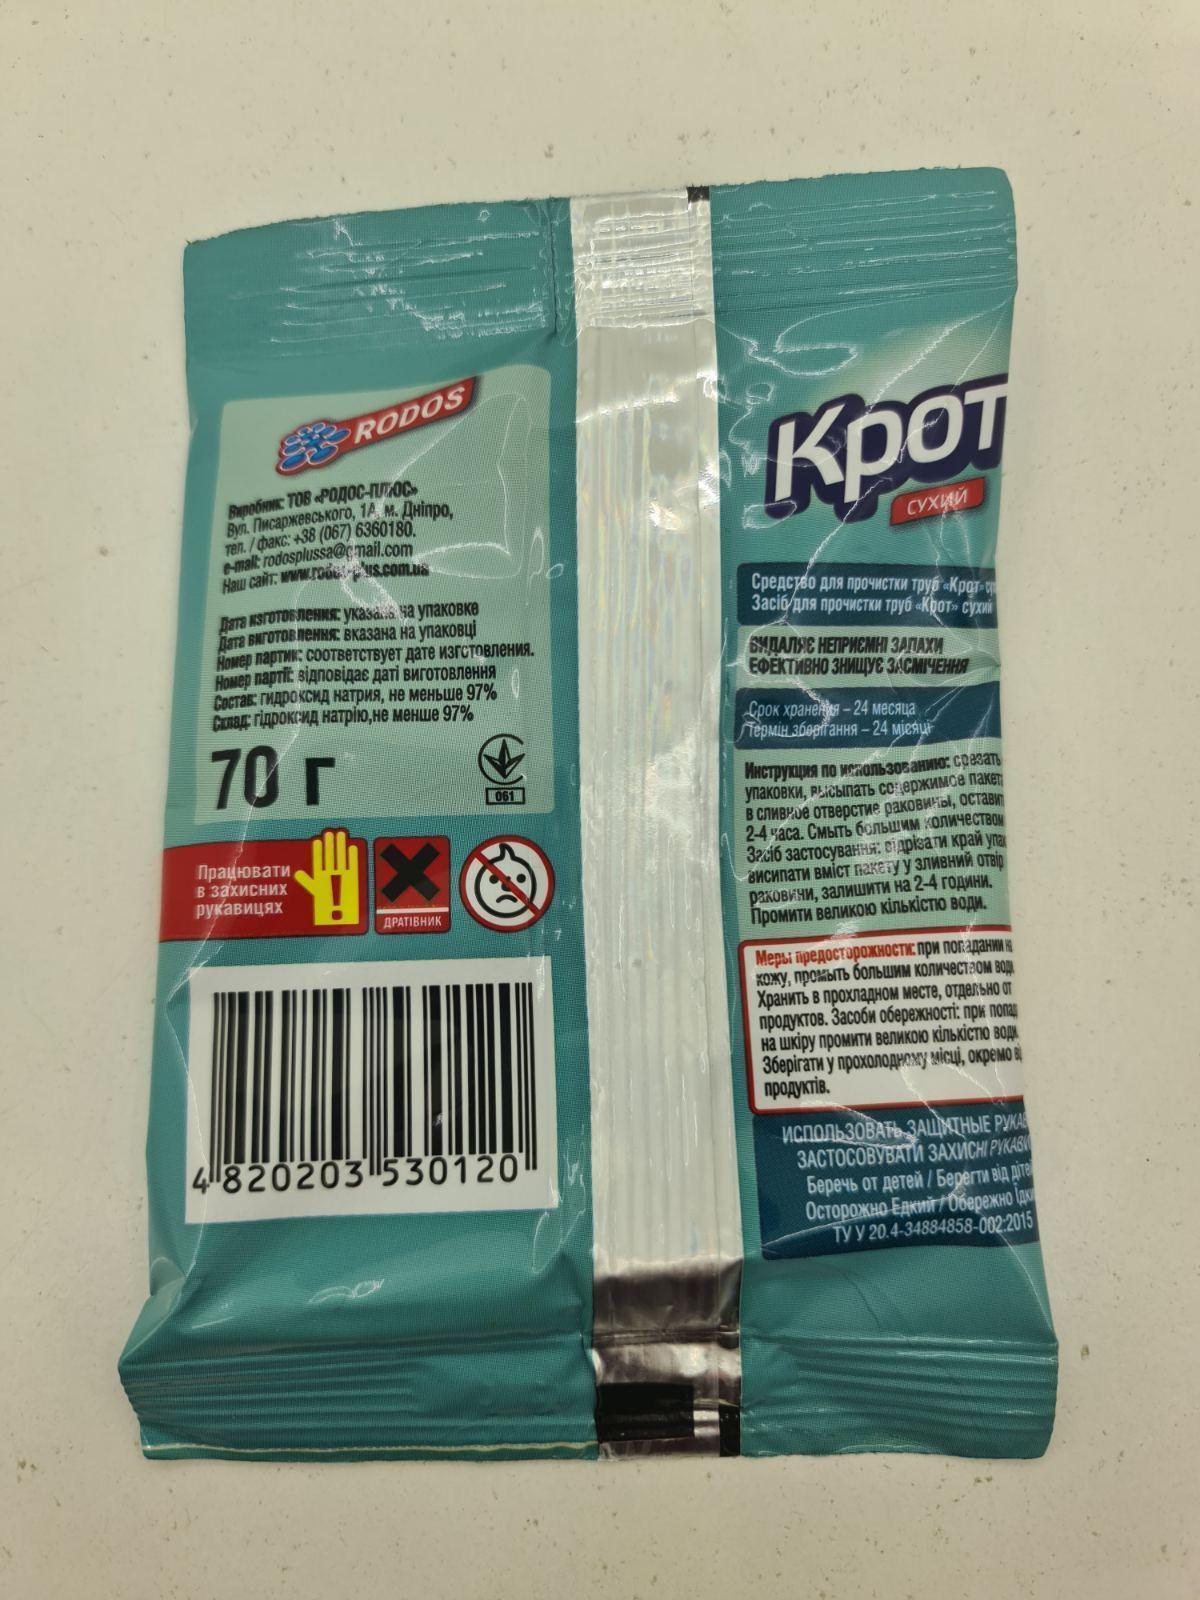 RODOS
Виробник: ТОВ «РОДОС-ПЛЮС»
Вул. Писаржевського, 1А, м. Дніпро,
тел. / факс: +38 (067) 6360180.
e-mail: rodosplussa@gmail.com
Наш сайт: www.rodos-plus.com.ua
Дата изготовления: указана на упаковке
Дата виготовлення: вказана на упаковці
Номер партии: соответствует дате изготовления.
Номер партії: відповідає даті виготовлення
Состав: гидроксид натрия, не меньше 97%
Склад: гідроксид натрію,не менше 97%
70 г
061
Працювати
в захисних
рукавицях
ДРАТІВНИК
4 820203 530120
Крот
СУХИЙ
Средство для прочистки труб «Крот»
Засіб для прочистки труб «Крот» сухий
ВИДАЛЯЄ НЕПРИЄМНІ ЗАПАХИ
ЕФЕКТИВНО ЗНИЩУЄ ЗАСМІЧЕННЯ
Срок хранения – 24 месяца
Термін зберігання – 24 місяці
Инструкция по использованию: срезать
упаковки, высыпать содержимое
в сливное отверстие раковины,
2-4 часа. Смыть большим количеством
Засіб застосування: відрізати край
висипати вміст пакету у зливний отвір
раковини, залишити на 2-4 години.
Промити великою кількістю води.
Меры предосторожности: при попадании
кожу, промыть большим количеством
Хранить в прохладном месте, отдельно от
продуктов. Засоби обережності: при
на шкіру промити великою кількістю
Зберігати у прохолодному місці, окремо
продуктів.
ИСПОЛЬЗОВАТЬ ЗАЩИТНЫЕ
ЗАСТОСОВУВАТИ ЗАХИСНІ
Беречь от детей / Берегти від
Осторожно Едкий / Обережно
ТУ У 20.4-34884858-002:2015